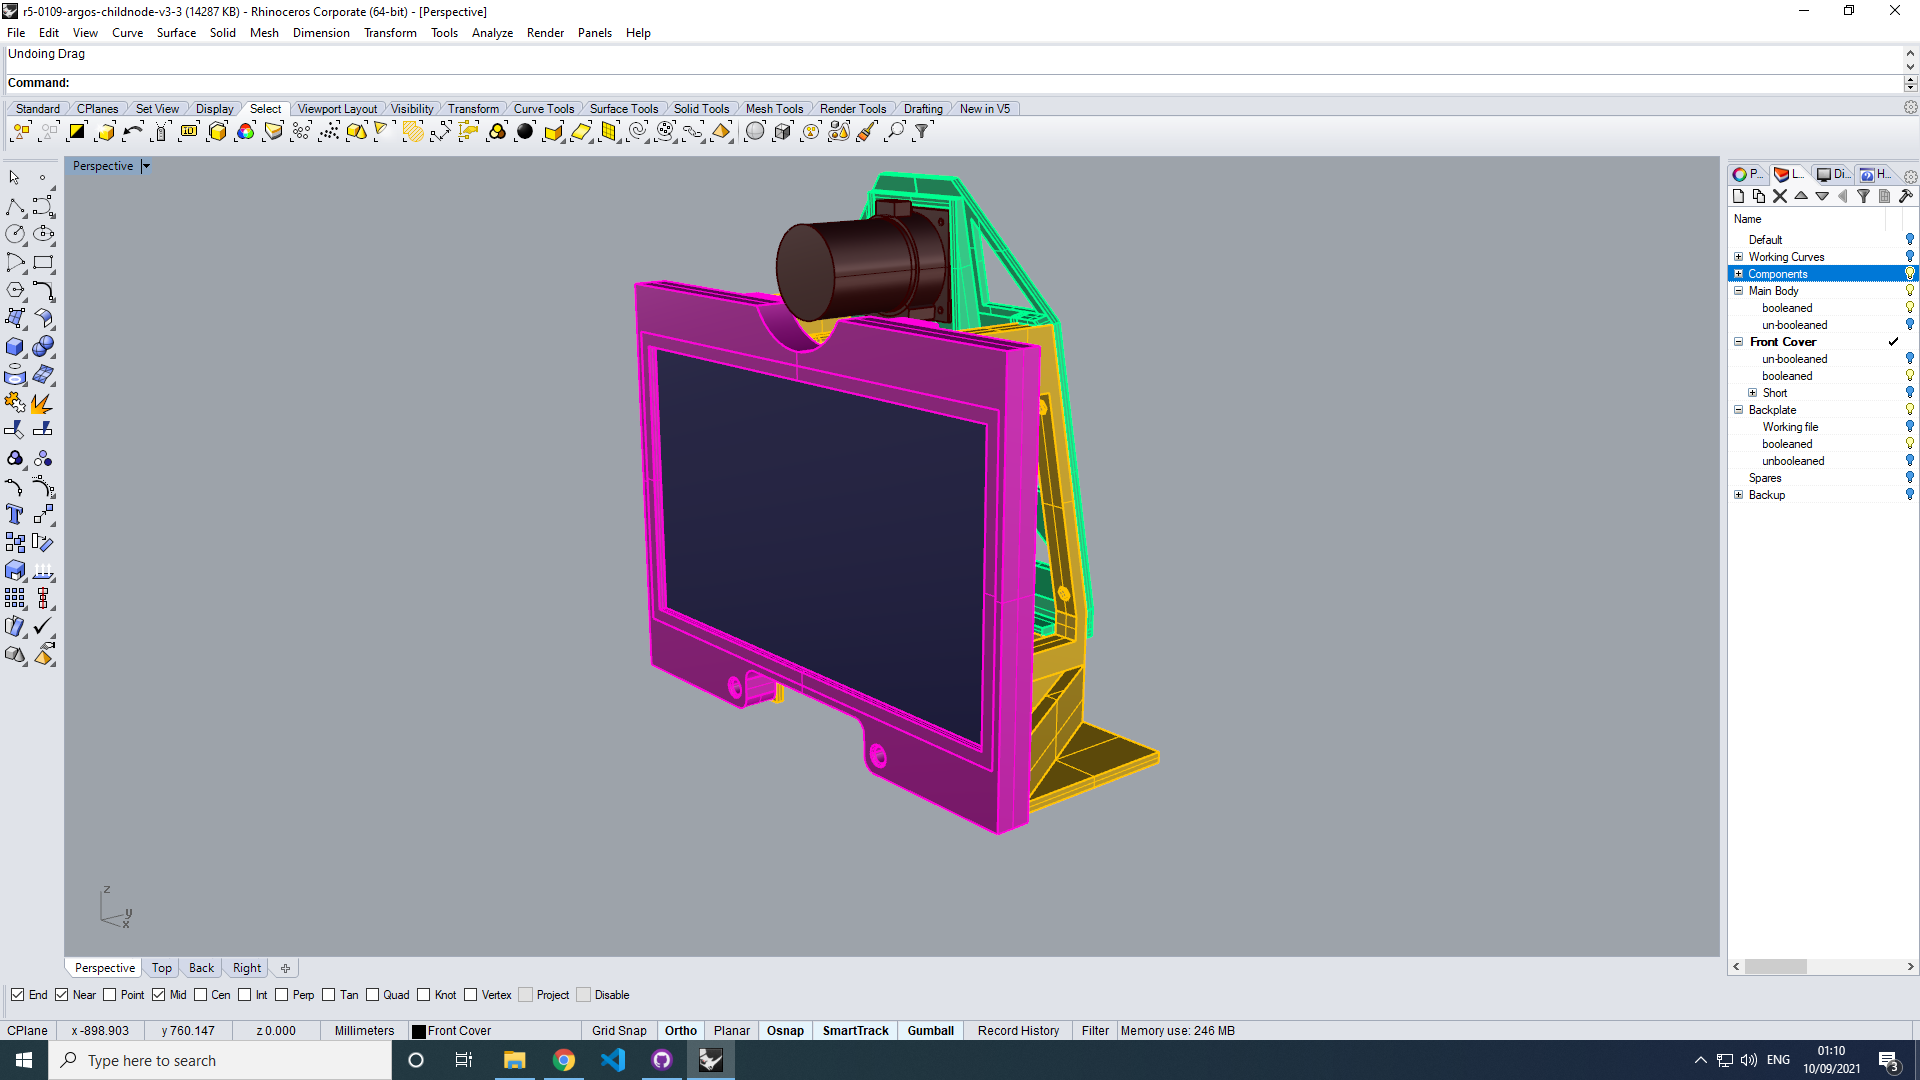 r5-0109-argos-childnode-v3-3 (14287 KB) - Rhinoceros Corporate (64-bit) - [Perspective]
File Edit View Curve Surface Solid Mesh Dimension Transform Tools Analyze Render Panels Help
Undoing Drag
Command:
Standard CPlanes Set View Display Select Viewport Layout Visibility Transform Curve Tools Surface Tools Solid Tools Mesh Tools Render Tools Drafting New in V5
Perspective
P... L... Di... H...
Name
Default
Working Curves
Components
Main Body
booleaned
un-booleaned
Front Cover
un-booleaned
booleaned
Short
Backplate
Working file
booleaned
unbooleaned
Spares
Backup
z
y
x
Perspective Top Back Right
End Near Point Mid Cen Int Perp Tan Quad Knot Vertex Project Disable
CPlane x -898.903 y 760.147 z 0.000 Millimeters Front Cover Grid Snap Ortho Planar Osnap SmartTrack Gumball Record History Filter Memory use: 246 MB
Type here to search
ENG
01:10
10/09/2021
3